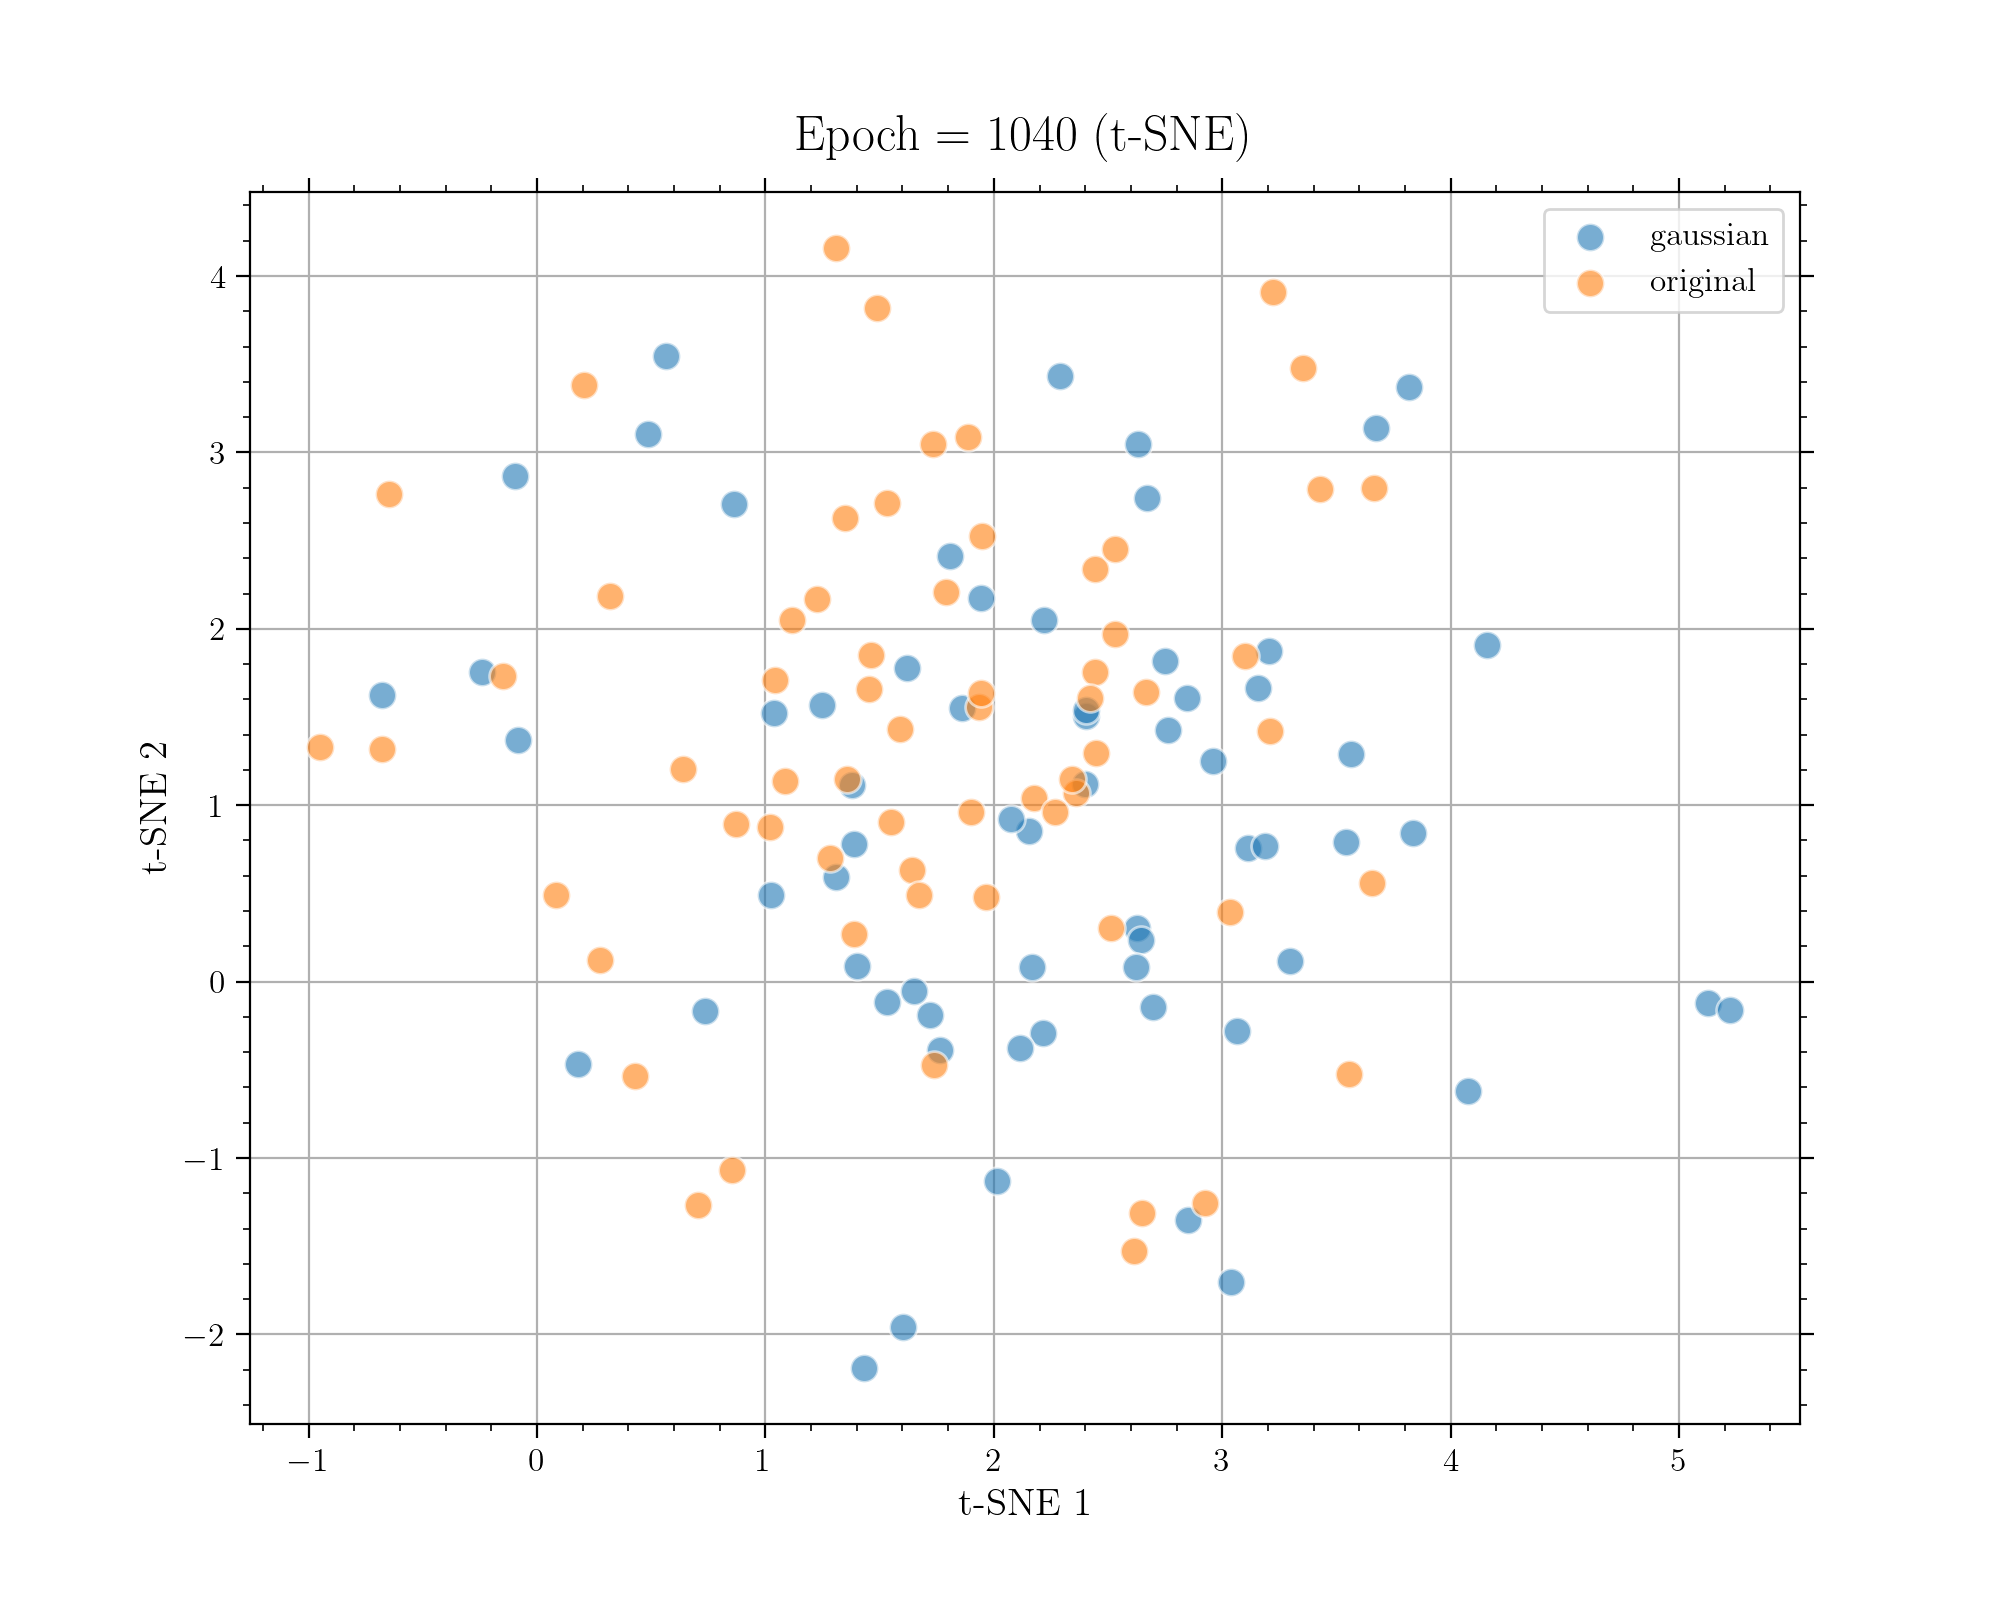 Epoch = 1040 (t-SNE)
gaussian
original
4
3
2
1
0
−1
−2
t-SNE 2
−1 0 1 2 3 4 5
t-SNE 1